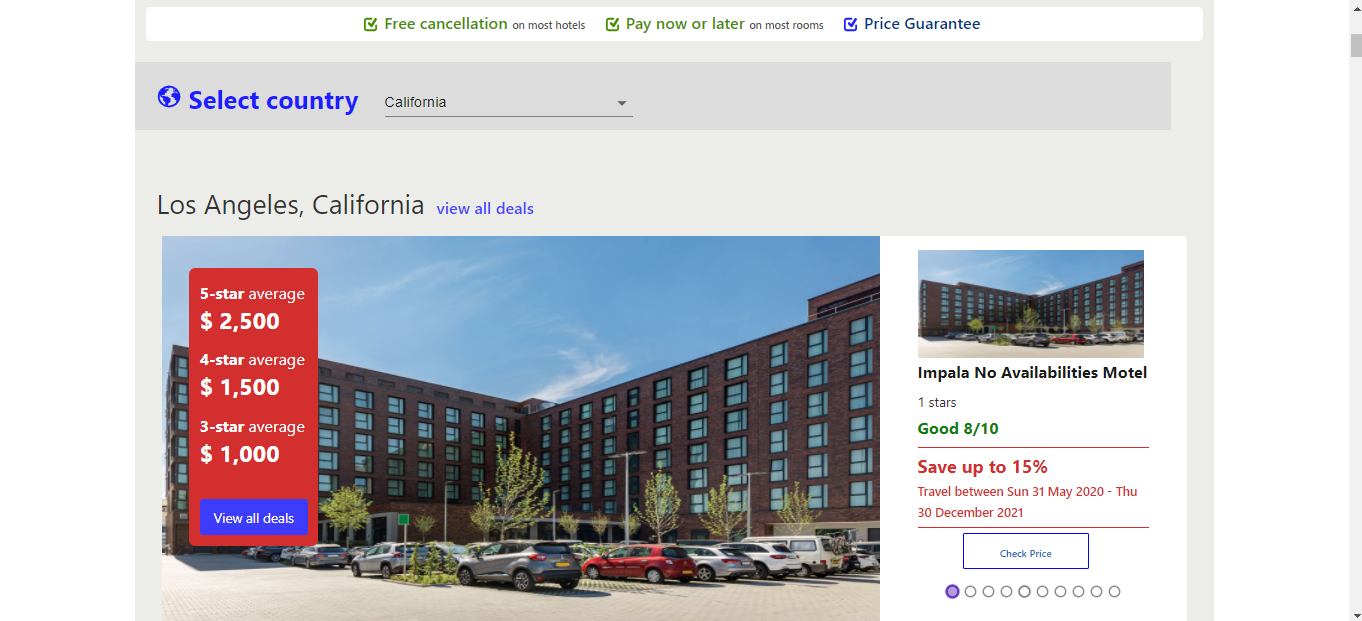 Free cancellation on most hotels Pay now or later on most rooms Price Guarantee
Select country California
Los Angeles, California view all deals
5-star average
$ 2,500
4-star average
$ 1,500
3-star average
$ 1,000
View all deals
Impala No Availabilities Motel
1 stars
Good 8/10
Save up to 15%
Travel between Sun 31 May 2020 - Thu
30 December 2021
Check Price